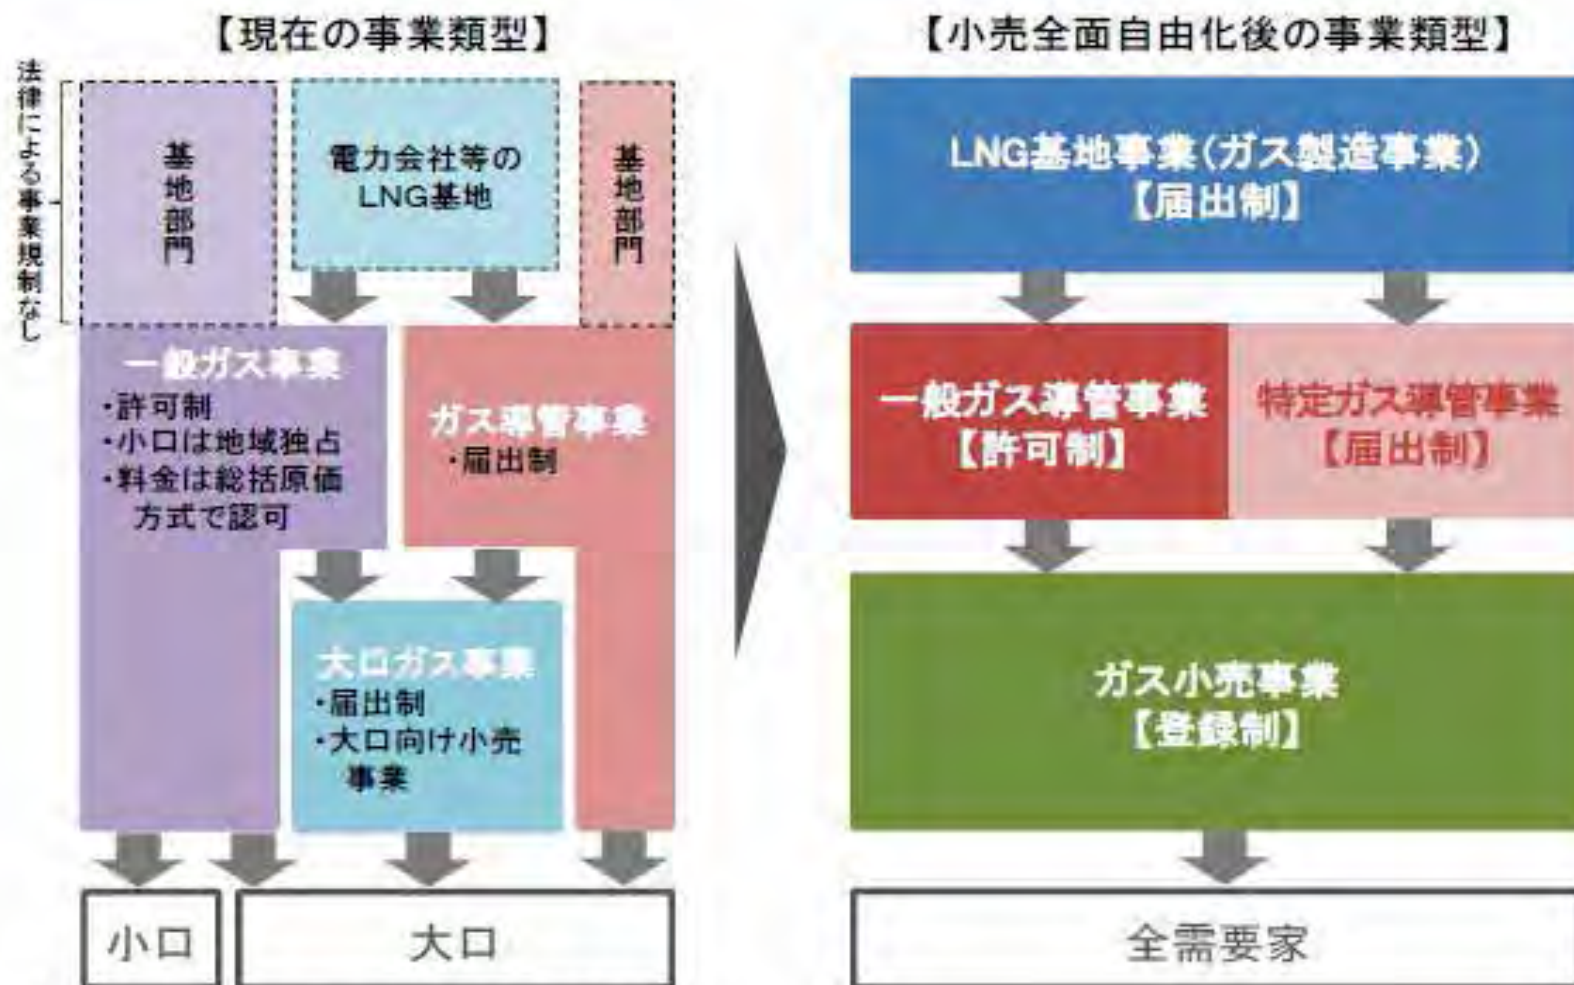 【現在の事業類型】
法律による事業規制なし
基地部門
電力会社等の
LNG基地
基地部門
一般ガス事業
・許可制
・小口は地域独占
・料金は総括原価
方式で認可
ガス導管事業
・届出制
大口ガス事業
・届出制
・大口向け小売
事業
小口
大口
【小売全面自由化後の事業類型】
LNG基地事業(ガス製造事業)
【届出制】
一般ガス導管事業
【許可制】
特定ガス導管事業
【届出制】
ガス小売事業
【登録制】
全需要家